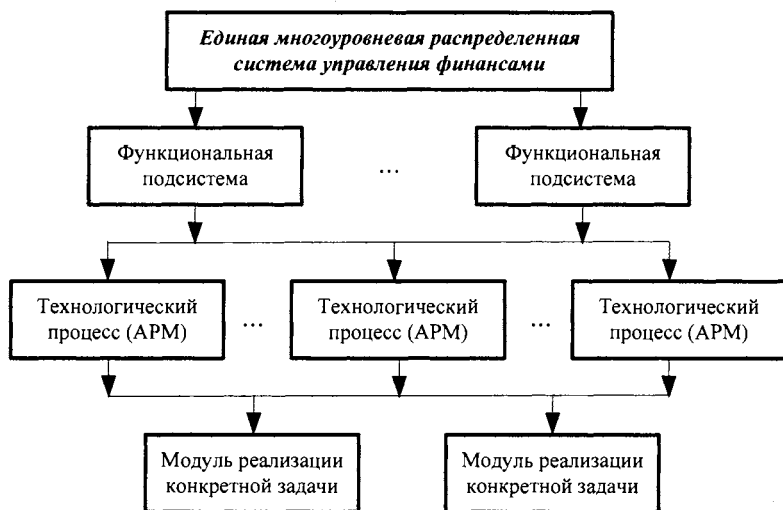 Единая многоуровневая распределенная
система управления финансами
Функциональная
подсистема
...
Функциональная
подсистема
Технологический
процесс (АРМ)
...
Технологический
процесс (АРМ)
...
Технологический
процесс (АРМ)
Модуль реализации
конкретной задачи
Модуль реализации
конкретной задачи